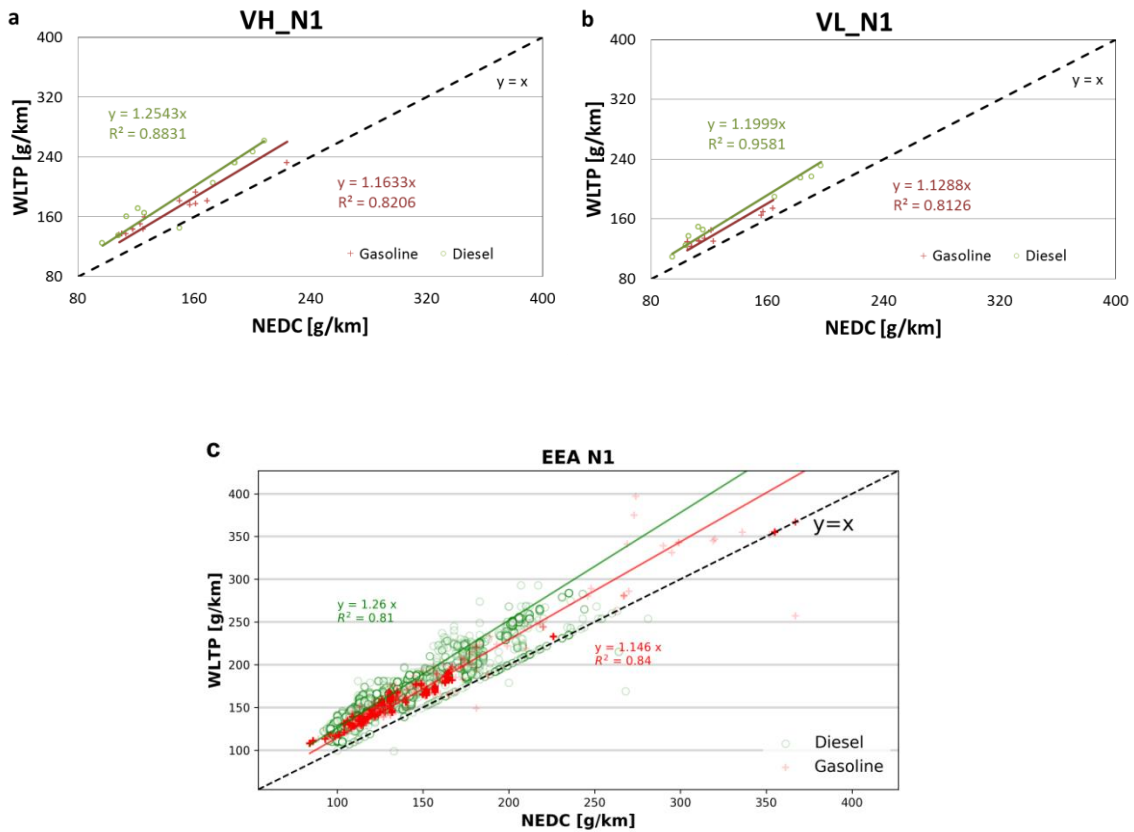 a
VH_N1
400
320
240
160
80
WLTP [g/km]
y = x
y = 1.2543x
R² = 0.8831
y = 1.1633x
R² = 0.8206
Gasoline
Diesel
80
160
240
320
400
NEDC [g/km]
b
VL_N1
400
320
240
160
80
WLTP [g/km]
y = x
y = 1.1999x
R² = 0.9581
y = 1.1288x
R² = 0.8126
Gasoline
Diesel
80
160
240
320
400
NEDC [g/km]
c
EEA N1
400
350
300
250
200
150
100
WLTP [g/km]
y=x
y = 1.26 x
R² = 0.81
y = 1.146 x
R² = 0.84
Diesel
Gasoline
100
150
200
250
300
350
400
NEDC [g/km]